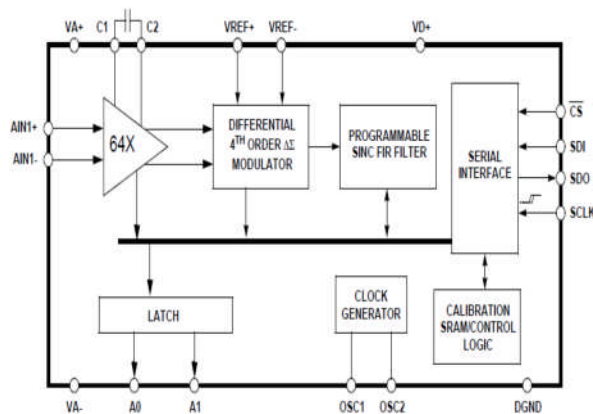 VA+ C1 C2 VREF+ VREF- VD+
AIN1+
AIN1-
64X
DIFFERENTIAL
4TH ORDER ΔΣ
MODULATOR
PROGRAMMABLE
SINC FIR FILTER
SERIAL
INTERFACE
CS
SDI
SDO
SCLK
LATCH
CLOCK
GENERATOR
CALIBRATION
SRAM/CONTROL
LOGIC
VA- A0 A1 OSC1 OSC2 DGND